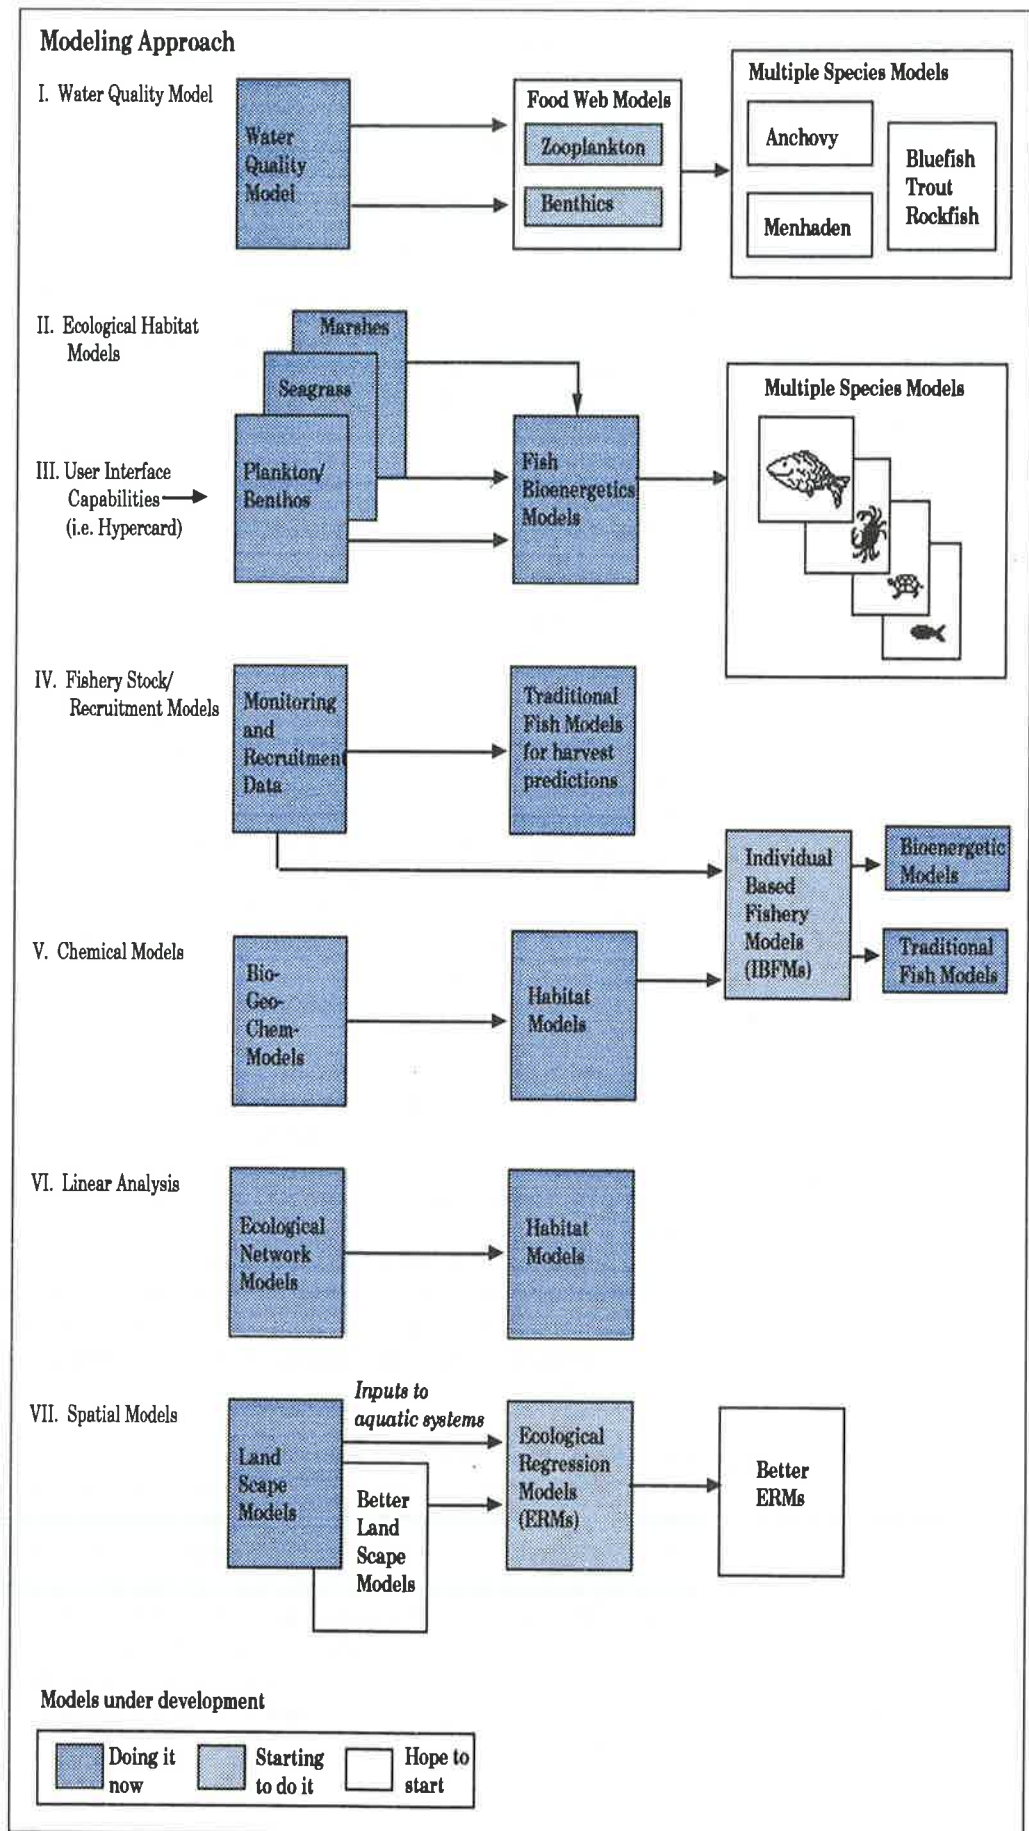 Modeling Approach
I. Water Quality Model
Water
Quality
Model
Food Web Models
Zooplankton
Benthics
Multiple Species Models
Anchovy
Menhaden
Bluefish
Trout
Rockfish
II. Ecological Habitat
Models
Marshes
Seagrass
Plankton/
Benthos
III. User Interface
Capabilities
(i.e. Hypercard)
Fish
Bioenergetics
Models
Multiple Species Models
IV. Fishery Stock/
Recruitment Models
Monitoring
and
Recruitment
Data
Traditional
Fish Models
for harvest
predictions
Individual
Based
Fishery
Models
(IBFMs)
Bioenergetic
Models
Traditional
Fish Models
V. Chemical Models
Bio-
Geo-
Chem-
Models
Habitat
Models
VI. Linear Analysis
Ecological
Network
Models
Habitat
Models
VII. Spatial Models
Land
Scape
Models
Inputs to
aquatic systems
Better
Land
Scape
Models
Ecological
Regression
Models
(ERMs)
Better
ERMs
Models under development
Doing it
now
Starting
to do it
Hope to
start